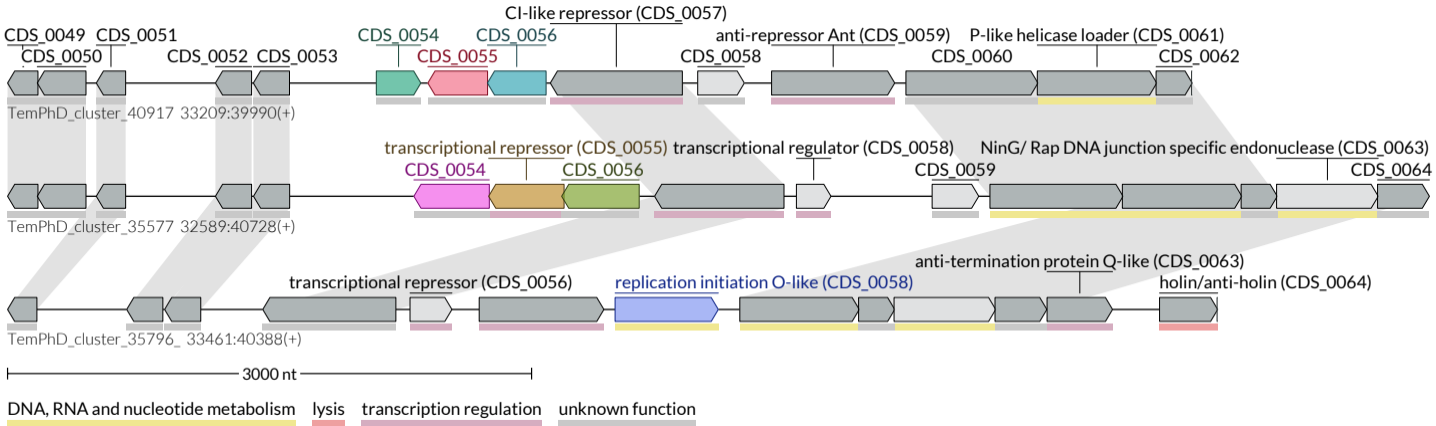 CI-like repressor (CDS_0057)
CDS_0049 CDS_0051 CDS_0054 CDS_0056 anti-repressor Ant (CDS_0059) P-like helicase loader (CDS_0061)
CDS_0050 CDS_0052 CDS_0053 CDS_0055 CDS_0058 CDS_0060 CDS_0062
TemPhD_cluster_40917 33209:39990(+)
transcriptional repressor (CDS_0055) transcriptional regulator (CDS_0058) NinG/ Rap DNA junction specific endonuclease (CDS_0063)
CDS_0054 CDS_0056 CDS_0059 CDS_0064
TemPhD_cluster_35577 32589:40728(+)
anti-termination protein Q-like (CDS_0063)
transcriptional repressor (CDS_0056) replication initiation O-like (CDS_0058) holin/anti-holin (CDS_0064)
TemPhD_cluster_35796_ 33461:40388(+)
3000 nt
DNA, RNA and nucleotide metabolism lysis transcription regulation unknown function